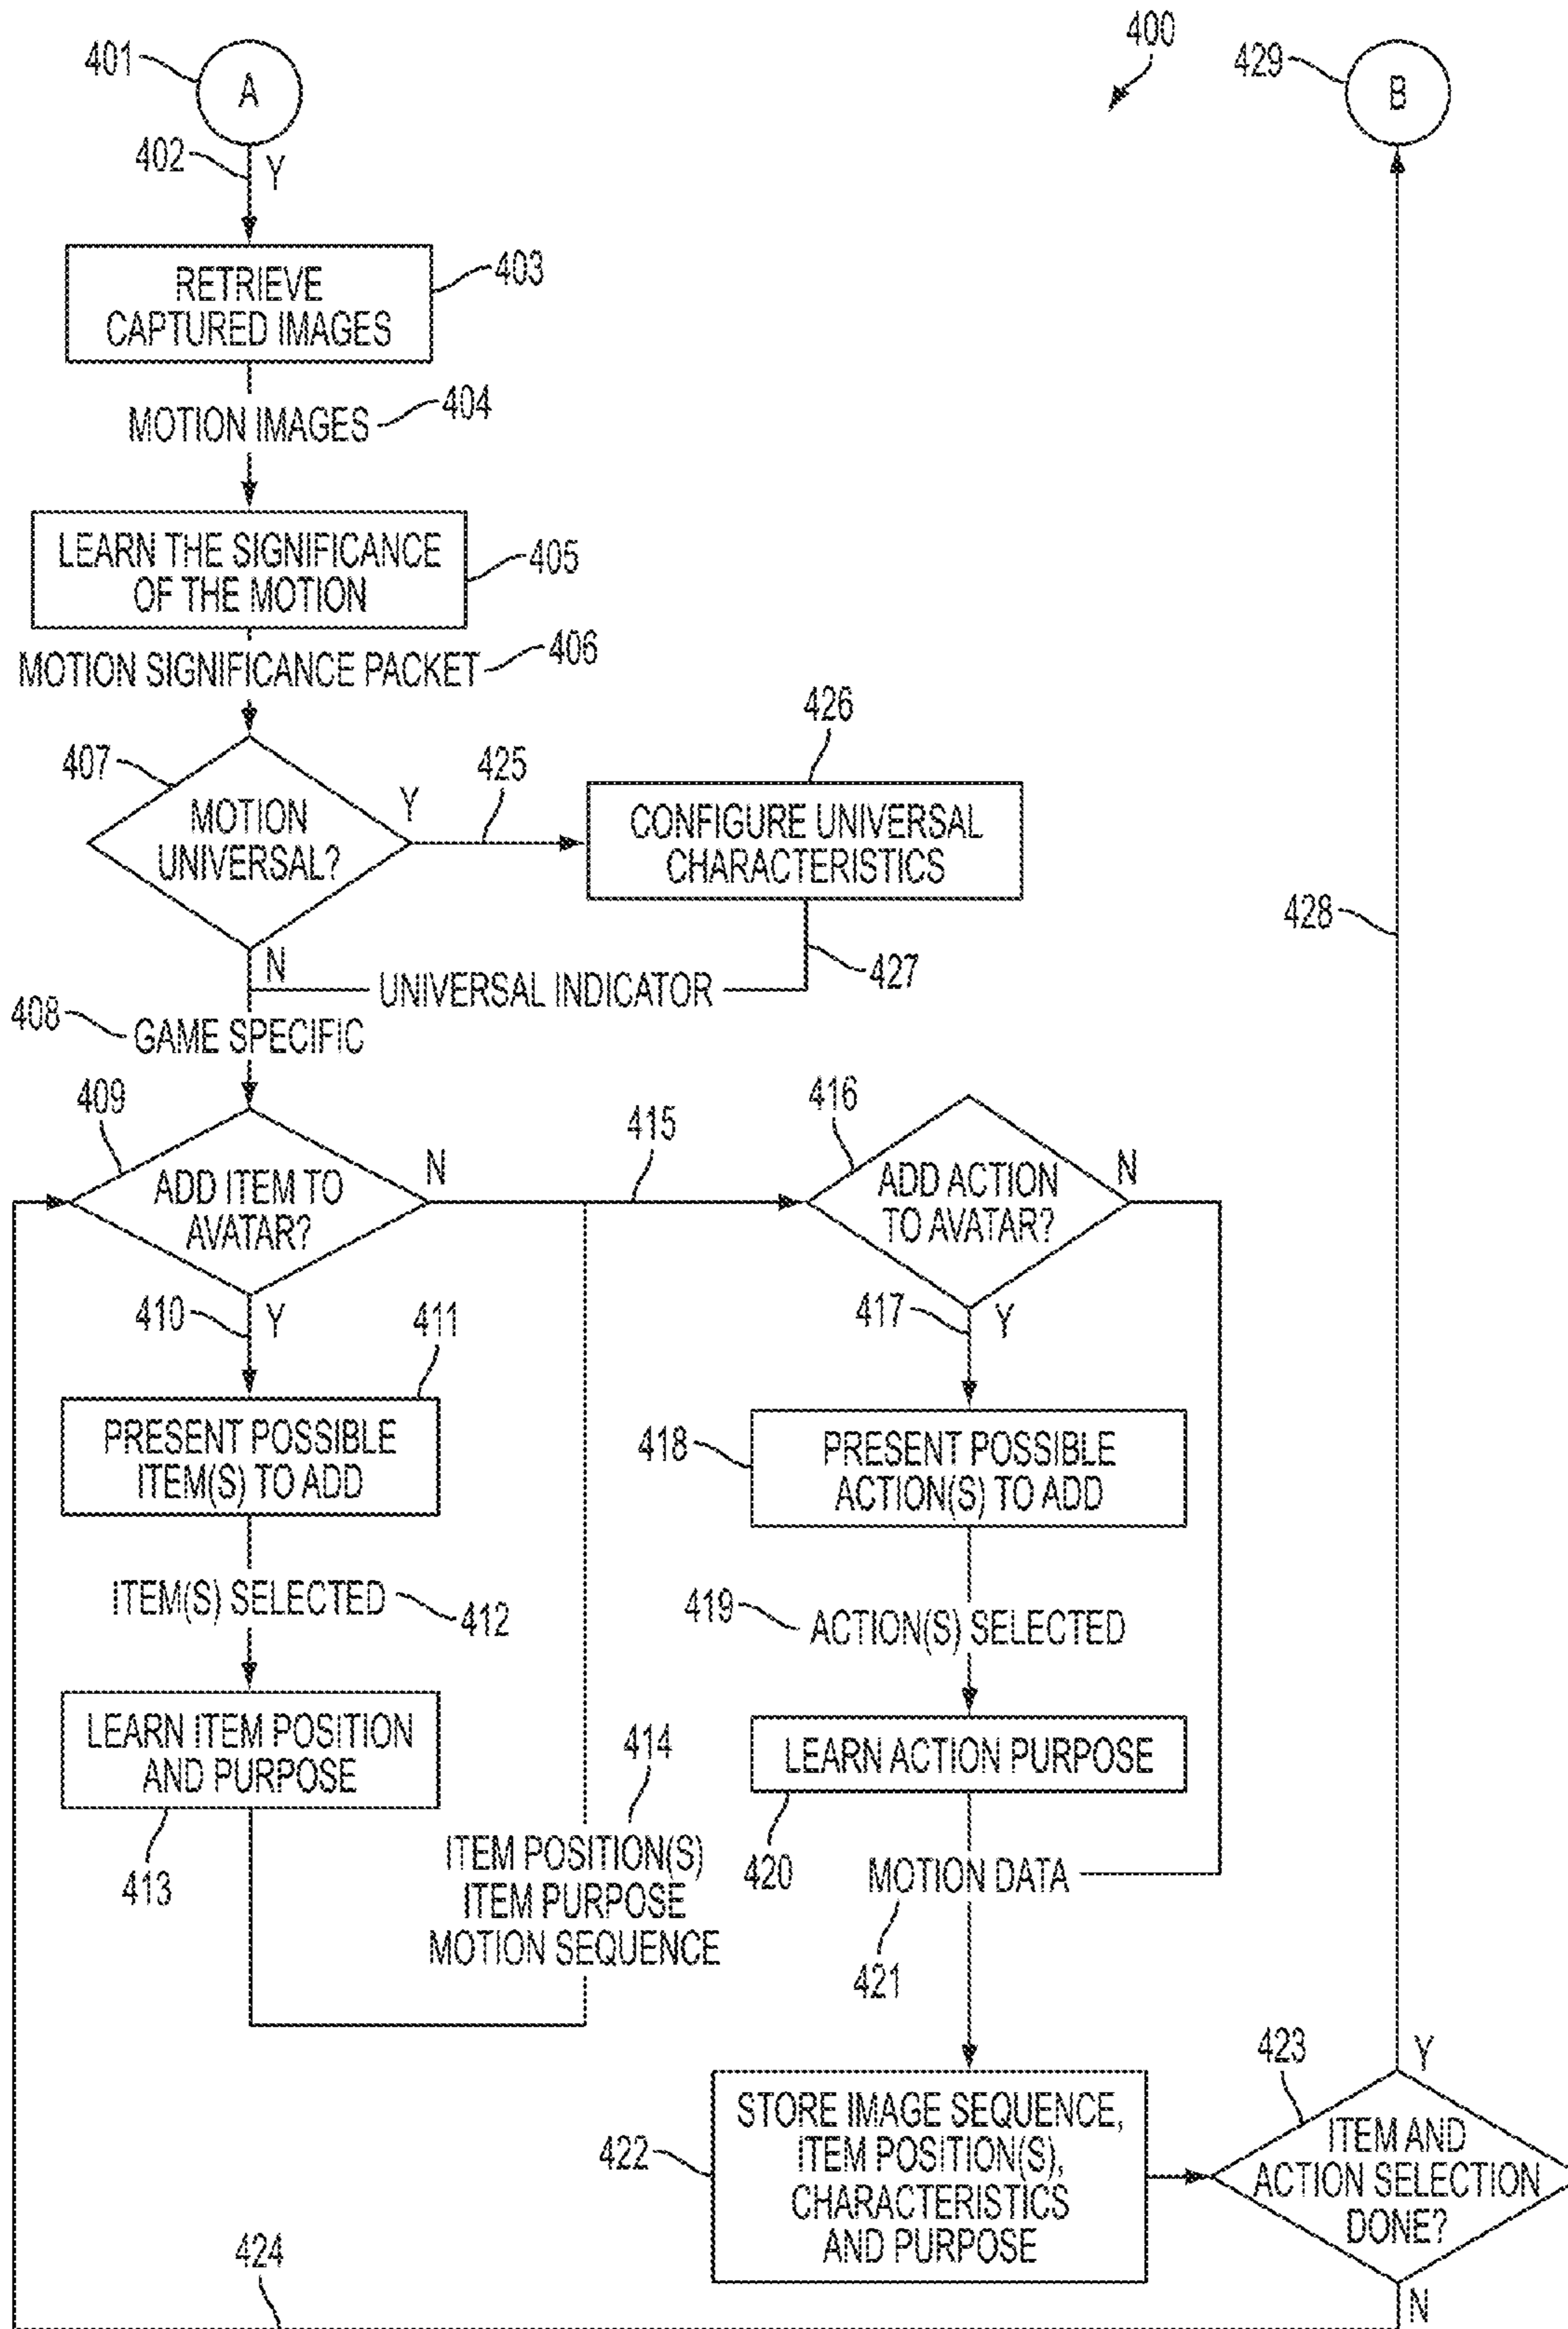 400
401
A
429
B
402
Y
RETRIEVE
CAPTURED IMAGES
403
MOTION IMAGES
404
LEARN THE SIGNIFICANCE
OF THE MOTION
405
MOTION SIGNIFICANCE PACKET
406
407
MOTION
UNIVERSAL?
Y
425
426
CONFIGURE UNIVERSAL
CHARACTERISTICS
N
UNIVERSAL INDICATOR
427
428
408
GAME SPECIFIC
409
ADD ITEM TO
AVATAR?
N
415
416
ADD ACTION
TO AVATAR?
N
410
Y
411
417
Y
PRESENT POSSIBLE
ITEM(S) TO ADD
418
PRESENT POSSIBLE
ACTION(S) TO ADD
ITEM(S) SELECTED
412
419
ACTION(S) SELECTED
LEARN ITEM POSITION
AND PURPOSE
413
414
ITEM POSITION(S)
ITEM PURPOSE
MOTION SEQUENCE
LEARN ACTION PURPOSE
420
MOTION DATA
421
422
STORE IMAGE SEQUENCE,
ITEM POSITION(S),
CHARACTERISTICS
AND PURPOSE
423
Y
ITEM AND
ACTION SELECTION
DONE?
N
424